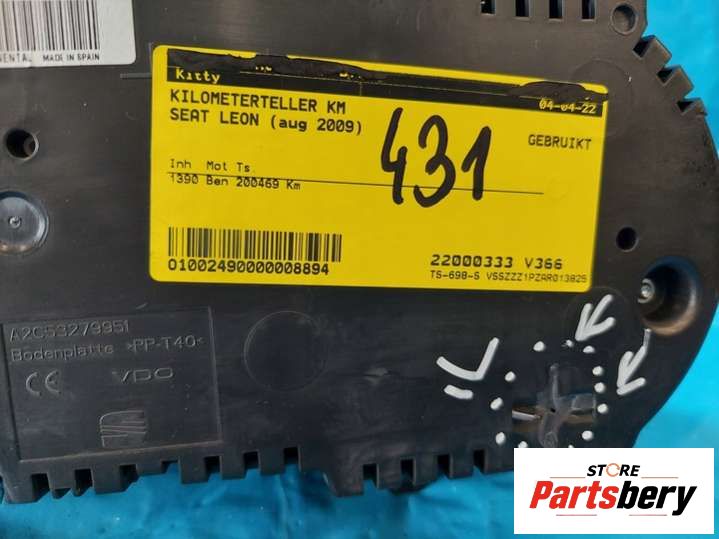 NENTAL MADE IN SPAIN
Kitty
04-04-22
KILOMETERTELLER KM
SEAT LEON (aug 2009)
GEBRUIKT
431
Inh Mot Ts.
1390 Ben 200469 Km
01002490000008894
22000333 V366
TS-698-S VSSZZZ1PZAR013825
A2C53279951
Bodenplatte >PP-T40<
CE VDO
STORE
Partsbery